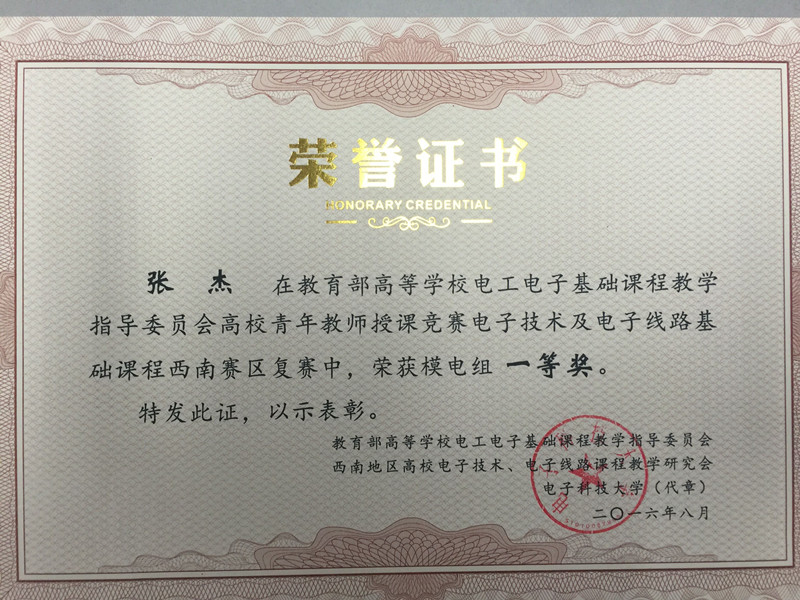 荣誉证书
HONORARY CREDENTIAL
张 杰 在教育部高等学校电工电子基础课程教学
指导委员会高校青年教师授课竞赛电子技术及电子线路基
础课程西南赛区复赛中，荣获模电组 一等奖。
特发此证，以示表彰。
教育部高等学校电工电子基础课程教学指导委员会
西南地区高校电子技术、电子线路课程教学研究会
电子科技大学（代章）
二〇一六年八月